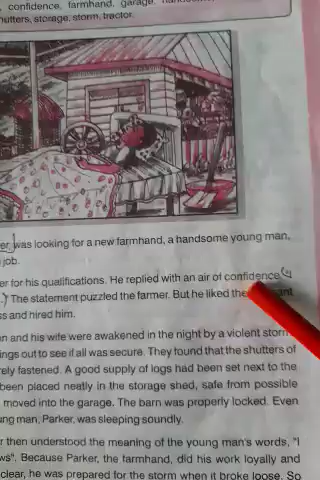 , confidence, farmhand, garage,
hutters, storage, storm, tractor.
er was looking for a new farmhand, a handsome young man,
job.
er for his qualifications. He replied with an air of confidence
The statement puzzled the farmer. But he liked the
ss and hired him.
n and his wife were awakened in the night by a violent storm
ings out to see if all was secure. They found that the shutters of
rely fastened. A good supply of logs had been set next to the
been placed neatly in the storage shed, safe from possible
moved into the garage. The barn was properly locked. Even
ung man, Parker, was sleeping soundly.
r then understood the meaning of the young man's words, "I
ws". Because Parker, the farmhand, did his work loyally and
clear, he was prepared for the storm when it broke loose. So